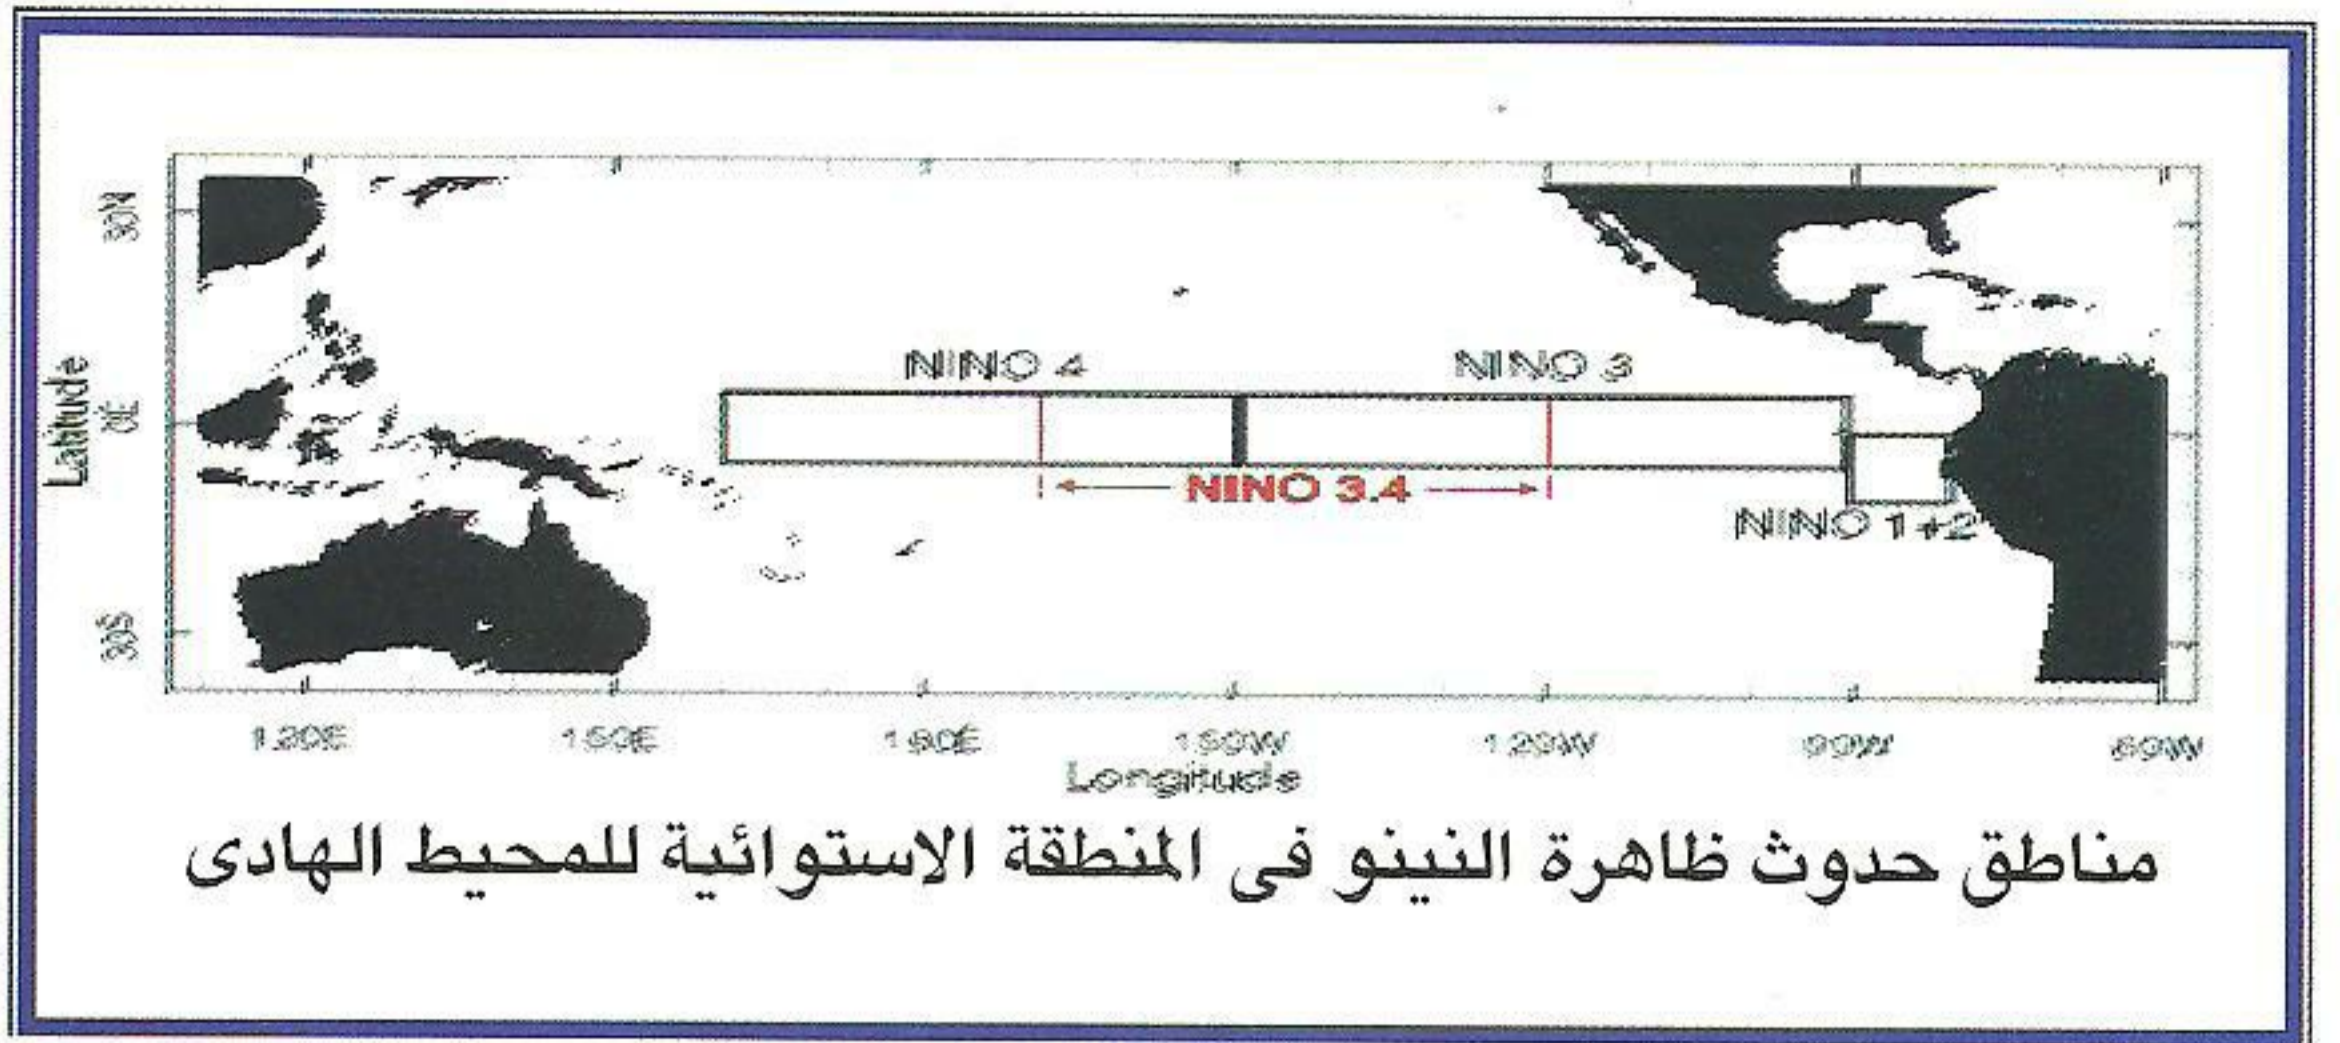 30N
Latitude
0E
30S
NINO 4
NINO 3
NINO 3.4
NINO 1+2
120E
150E
180E
150W
120W
90W
60W
Longitude
مناطق حدوث ظاهرة النينو فى المنطقة الاستوائية للمحيط الهادى